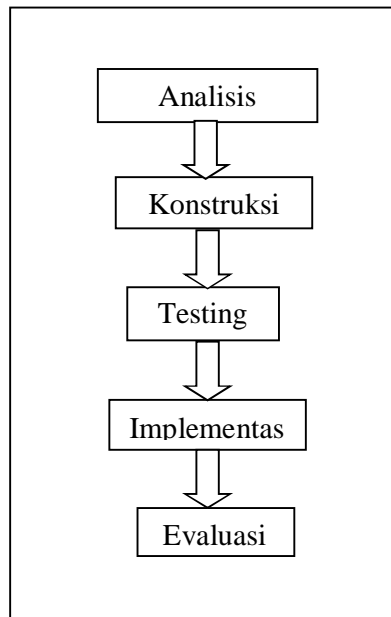 Analisis
Konstruksi
Testing
Implementas
Evaluasi